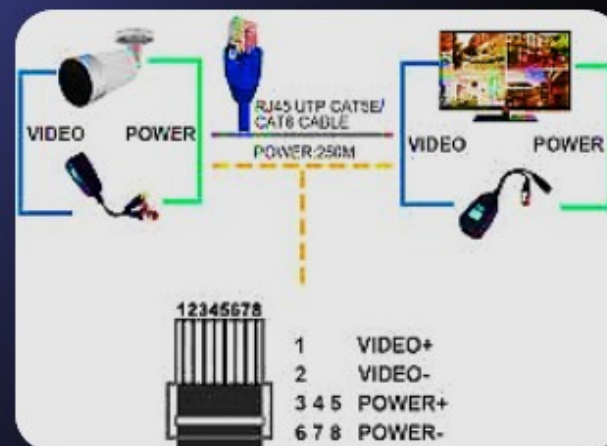 VIDEO POWER
RJ45 UTP CAT5E/
CAT6 CABLE
POWER:250M
VIDEO POWER
12345678
1 VIDEO+
2 VIDEO-
3 4 5 POWER+
6 7 8 POWER-